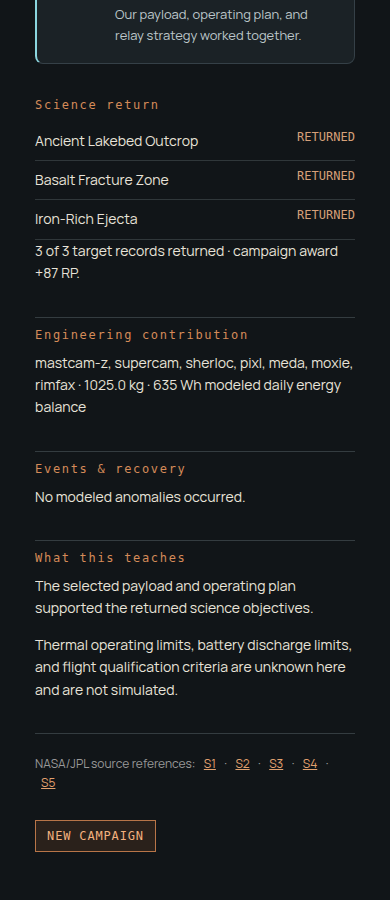 Our payload, operating plan, and
relay strategy worked together.
Science return
Ancient Lakebed Outcrop RETURNED
Basalt Fracture Zone RETURNED
Iron-Rich Ejecta RETURNED
3 of 3 target records returned · campaign award
+87 RP.
Engineering contribution
mastcam-z, supercam, sherloc, pixl, meda, moxie,
rimfax · 1025.0 kg · 635 Wh modeled daily energy
balance
Events & recovery
No modeled anomalies occurred.
What this teaches
The selected payload and operating plan
supported the returned science objectives.
Thermal operating limits, battery discharge limits,
and flight qualification criteria are unknown here
and are not simulated.
NASA/JPL source references: S1 · S2 · S3 · S4 ·
S5
NEW CAMPAIGN